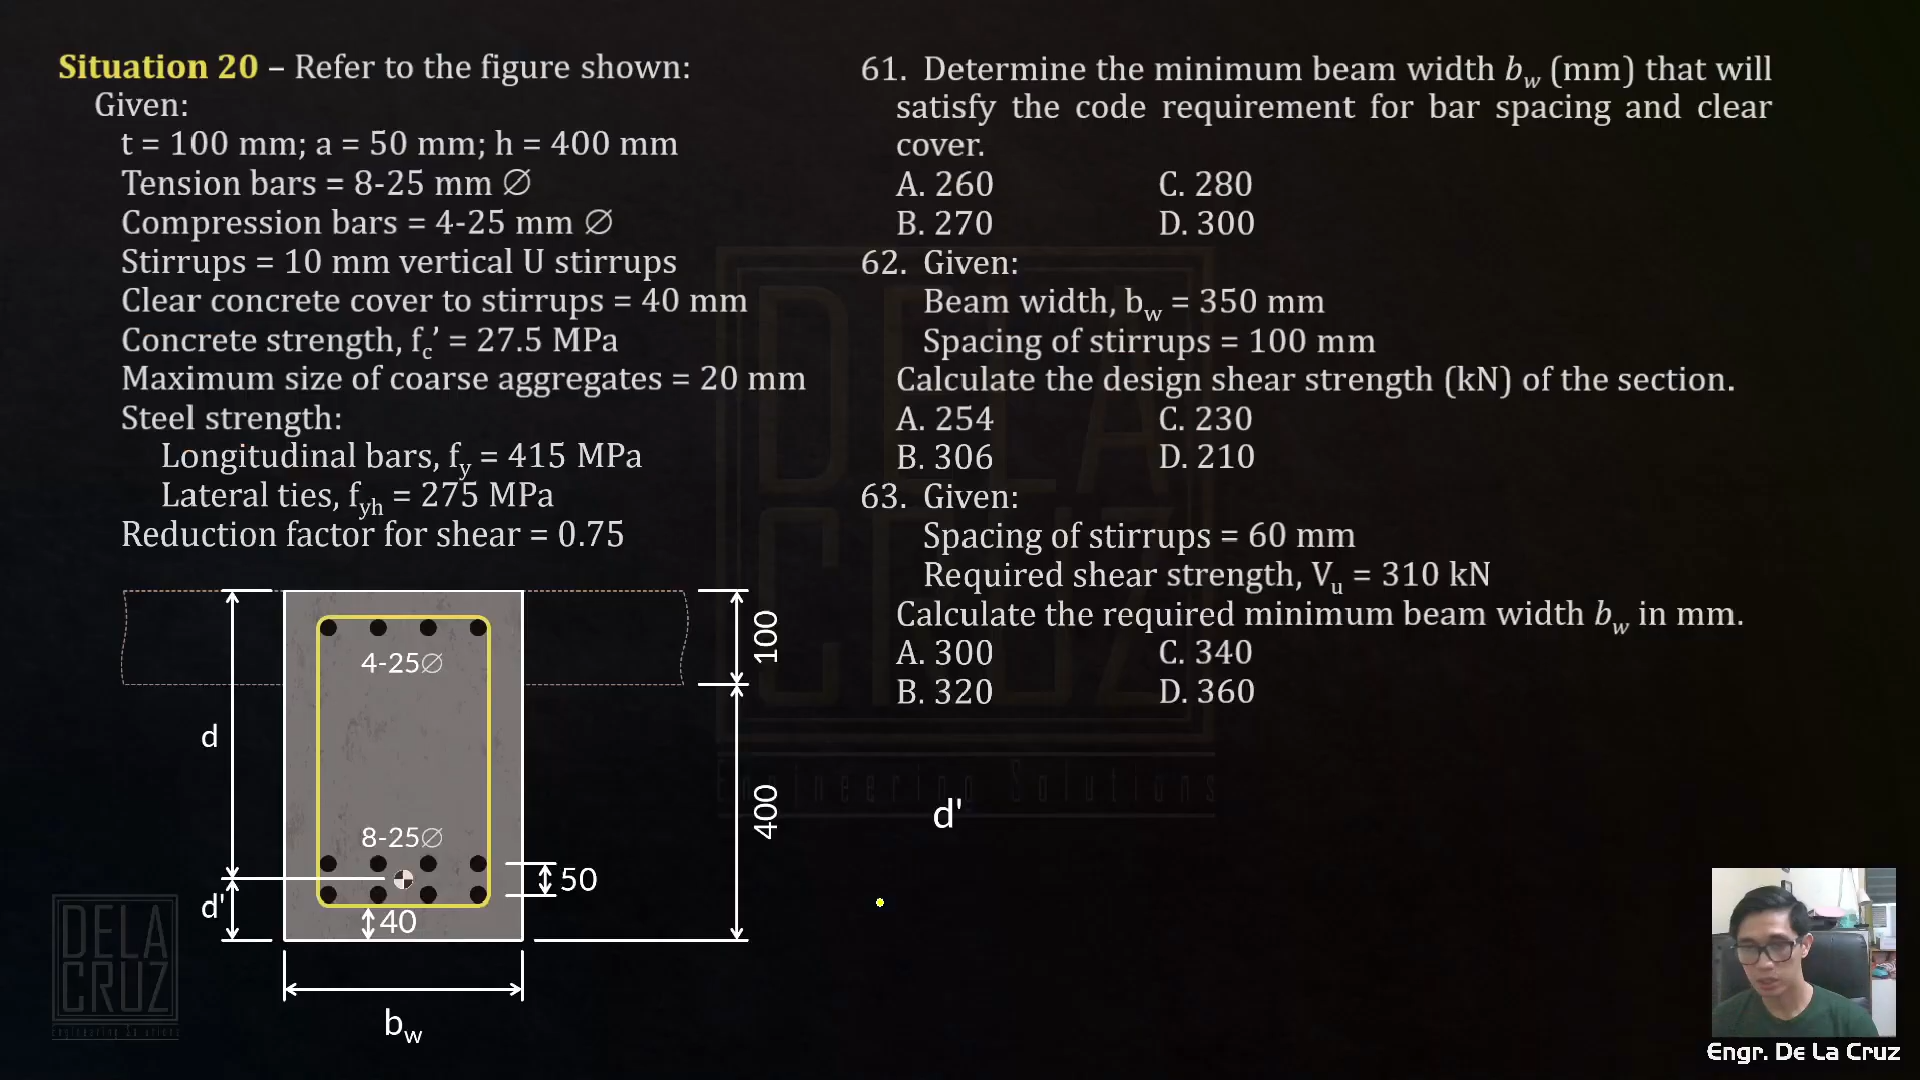 Situation 20 – Refer to the figure shown:
Given:
t = 100 mm; a = 50 mm; h = 400 mm
Tension bars = 8-25 mm ∅
Compression bars = 4-25 mm ∅
Stirrups = 10 mm vertical U stirrups
Clear concrete cover to stirrups = 40 mm
Concrete strength, fc’ = 27.5 MPa
Maximum size of coarse aggregates = 20 mm
Steel strength:
Longitudinal bars, fy = 415 MPa
Lateral ties, fyh = 275 MPa
Reduction factor for shear = 0.75
4-25∅
100
d
8-25∅
400
50
d'
40
bw
61. Determine the minimum beam width bw (mm) that will
satisfy the code requirement for bar spacing and clear
cover.
A. 260 C. 280
B. 270 D. 300
62. Given:
Beam width, bw = 350 mm
Spacing of stirrups = 100 mm
Calculate the design shear strength (kN) of the section.
A. 254 C. 230
B. 306 D. 210
63. Given:
Spacing of stirrups = 60 mm
Required shear strength, Vu = 310 kN
Calculate the required minimum beam width bw in mm.
A. 300 C. 340
B. 320 D. 360
d'
DELA
CRUZ
Engineering Solutions
DELA
CRUZ
Engineering Solutions
Engr. De La Cruz